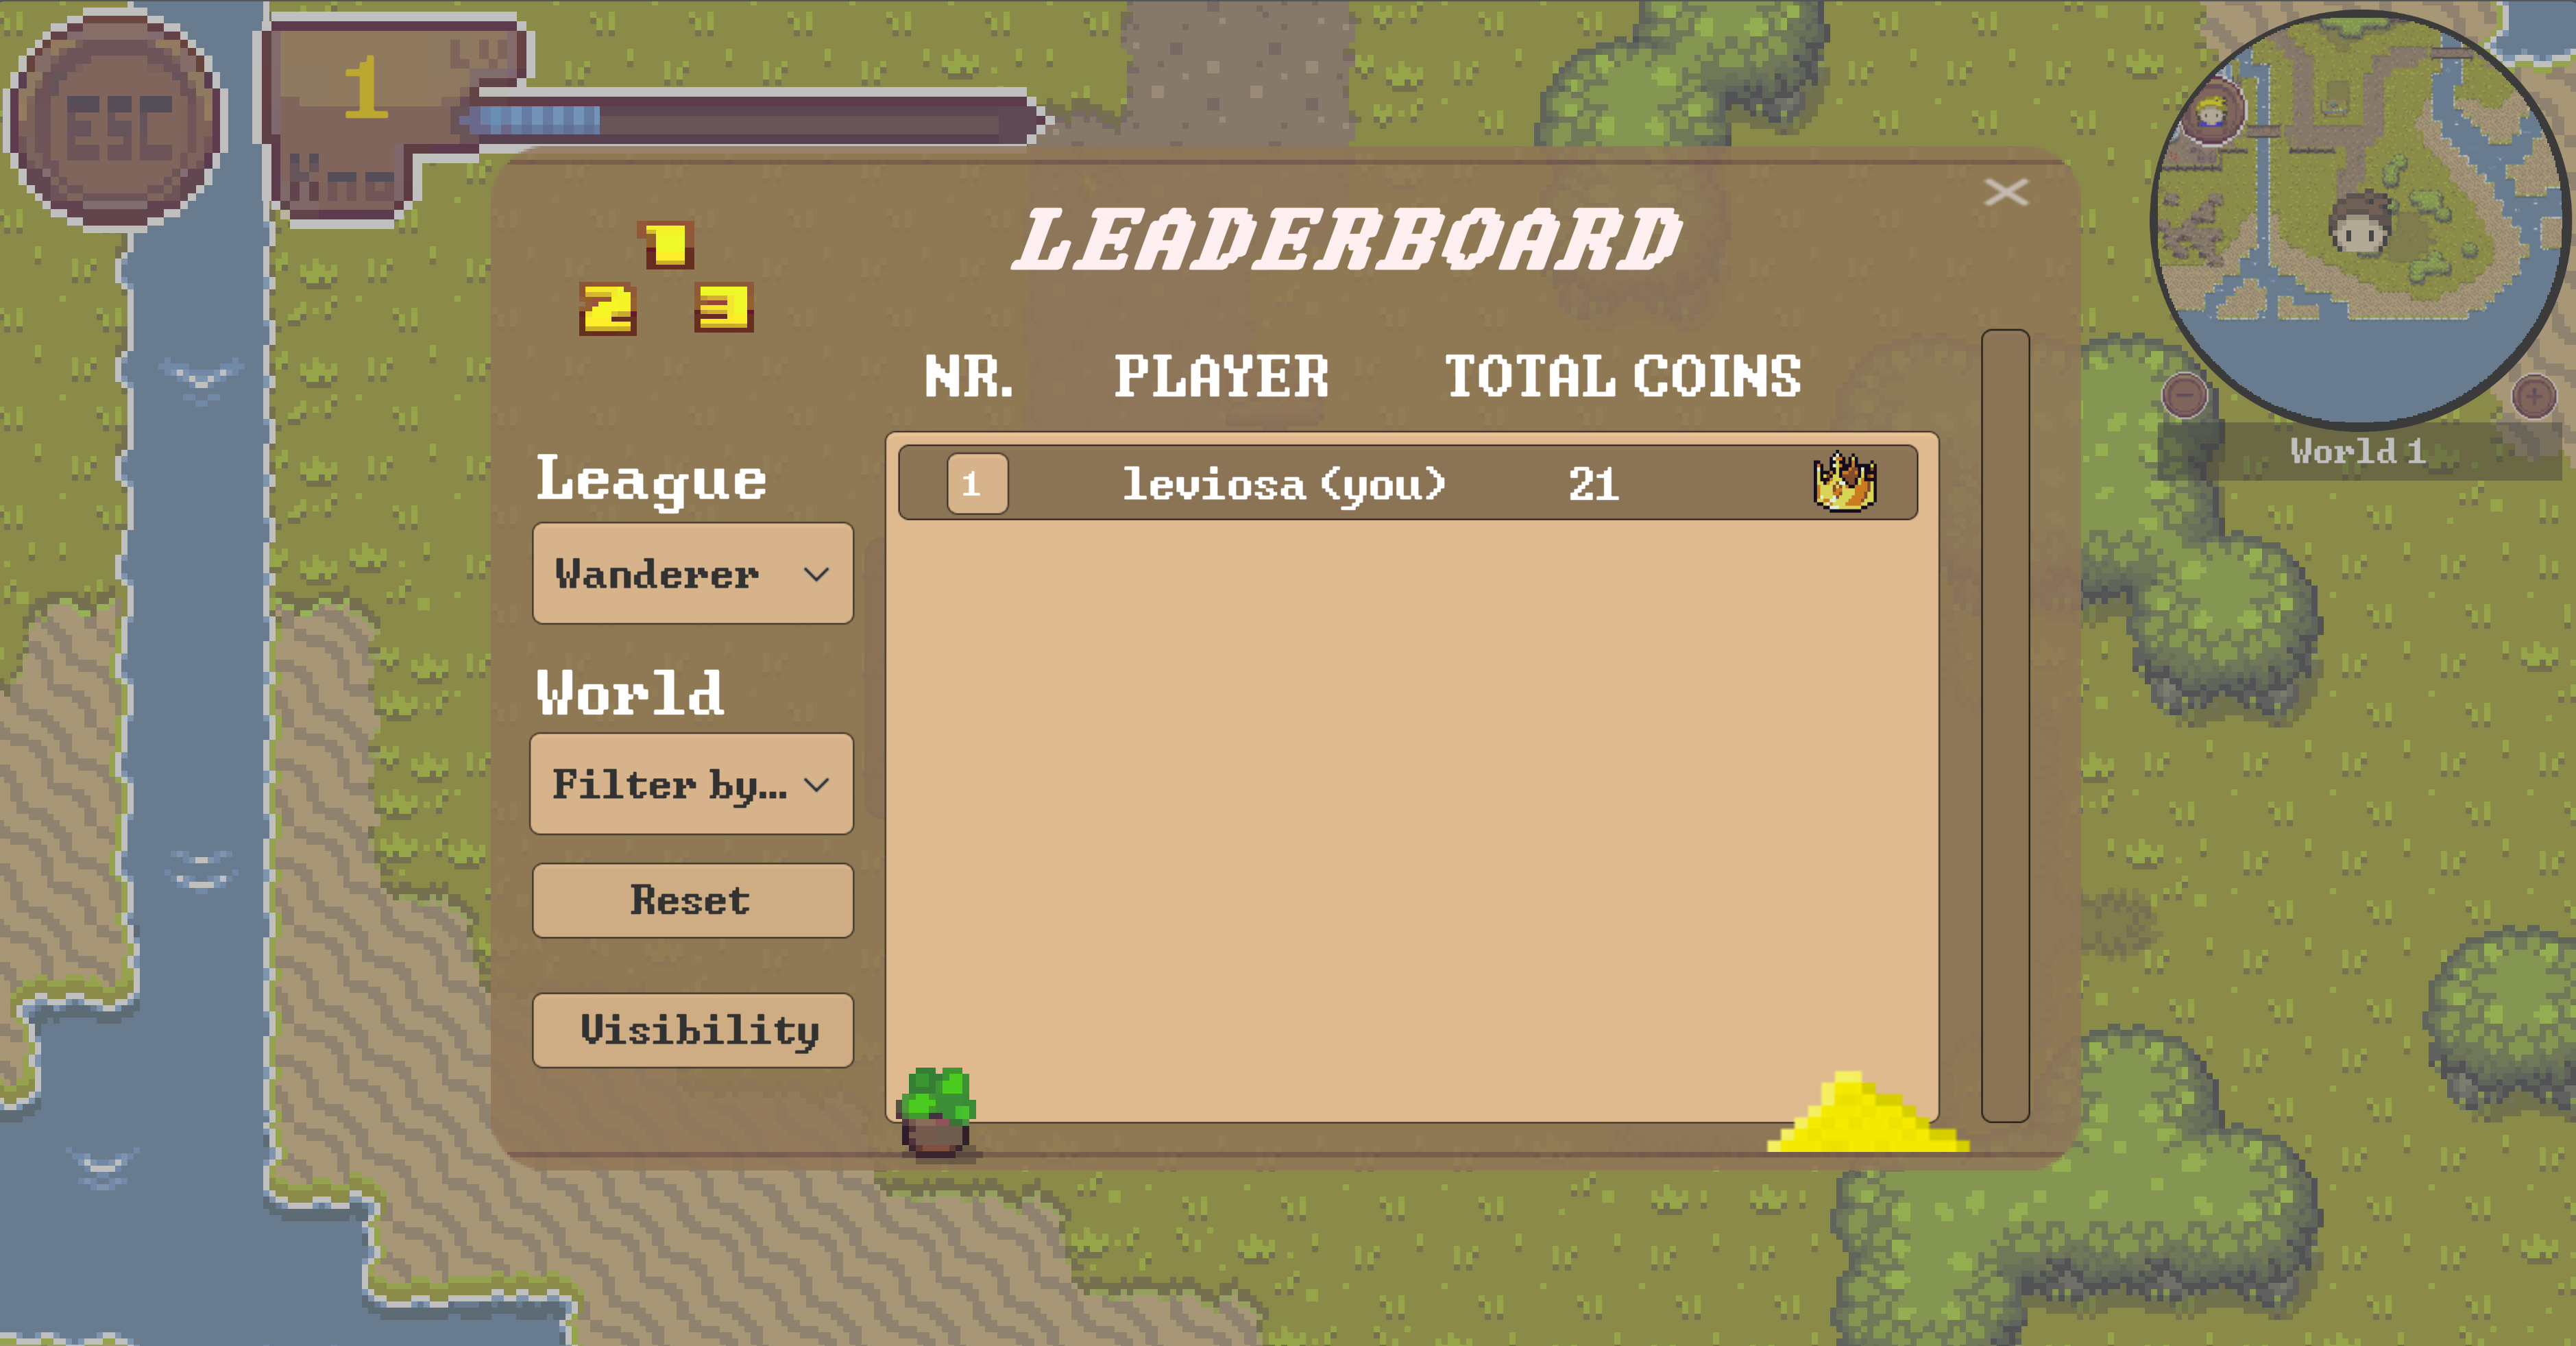 ESC
1
1
2 3
LEADERBOARD
NR. PLAYER TOTAL COINS
1 leviosa (you) 21
League
Wanderer
World
Filter by...
Reset
Visibility
World 1